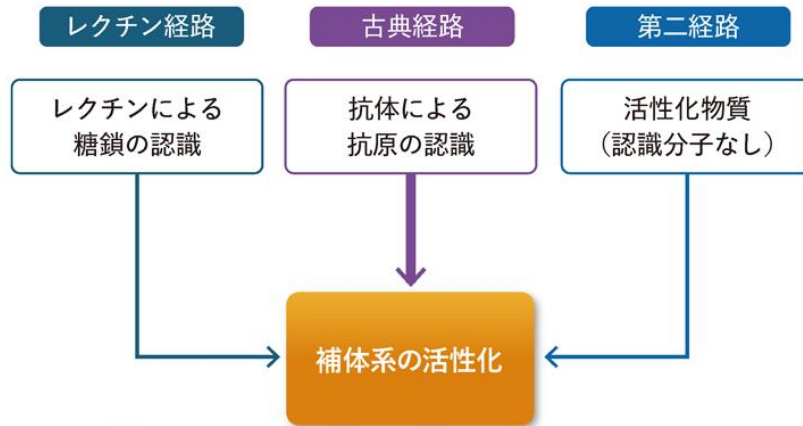 レクチン経路
古典経路
第二経路
レクチンによる
糖鎖の認識
抗体による
抗原の認識
活性化物質
(認識分子なし)
補体系の活性化